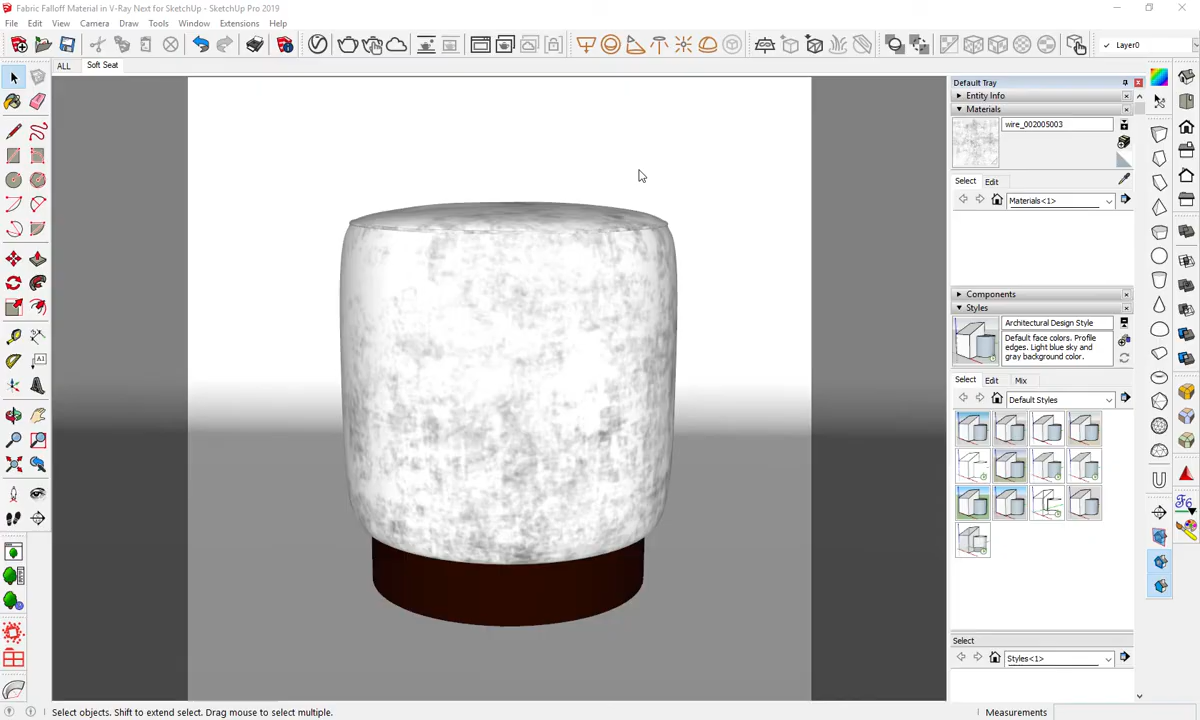 Fabric Falloff Material in V-Ray Next for SketchUp - SketchUp Pro 2019
File Edit View Camera Draw Tools Window Extensions Help
Layer0
ALL Soft Seat
Default Tray
Entity Info
Materials
wire_002005003
Select Edit
Materials<1>
Components
Styles
Architectural Design Style
Default face colors. Profile
edges. Light blue sky and
gray background color.
Select Edit Mix
Default Styles
Select
Styles<1>
Select objects. Shift to extend select. Drag mouse to select multiple.
Measurements